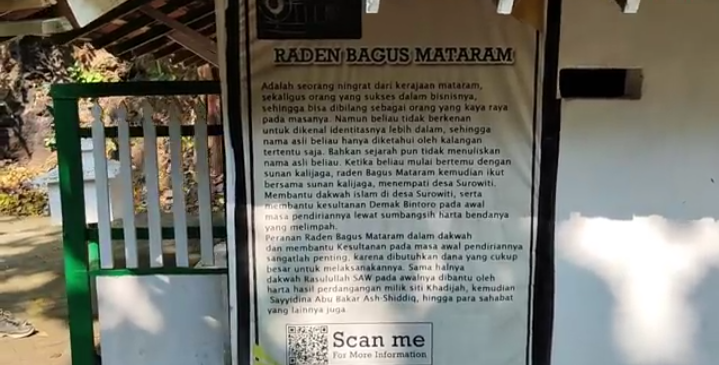 RADEN BAGUS MATARAM
Adalah seorang ningrat dari kerajaan mataram,
sekaligus orang yang sukses dalam bisnisnya,
sehingga bisa dibilang sebagai orang yang kaya raya
pada masanya. Namun beliau tidak berkenan
untuk dikenal identitasnya lebih dalam, sehingga
nama asli beliau hanya diketahui oleh kalangan
tertentu saja. Bahkan sejarah pun tidak menuliskan
nama asli beliau. Ketika beliau mulai bertemu dengan
sunan kalijaga, raden Bagus Mataram kemudian ikut
bersama sunan kalijaga, menempati desa Surowiti.
Membantu dakwah islam di desa Surowiti, serta
membantu kesultanan Demak Bintoro pada awal
masa pendiriannya lewat sumbangsih harta bendanya
yang melimpah.
Peranan Raden Bagus Mataram dalam dakwah
dan membantu Kesultanan pada masa awal pendiriannya
sangatlah penting, karena dibutuhkan dana yang cukup
besar untuk melaksanakannya. Sama halnya
dakwah Rasulullah SAW pada awalnya dibantu oleh
harta hasil perdangangan milik siti Khadijah, kemudian
Sayyidina Abu Bakar Ash-Shiddiq, hingga para sahabat
yang lainnya juga.
Scan me
For More Information